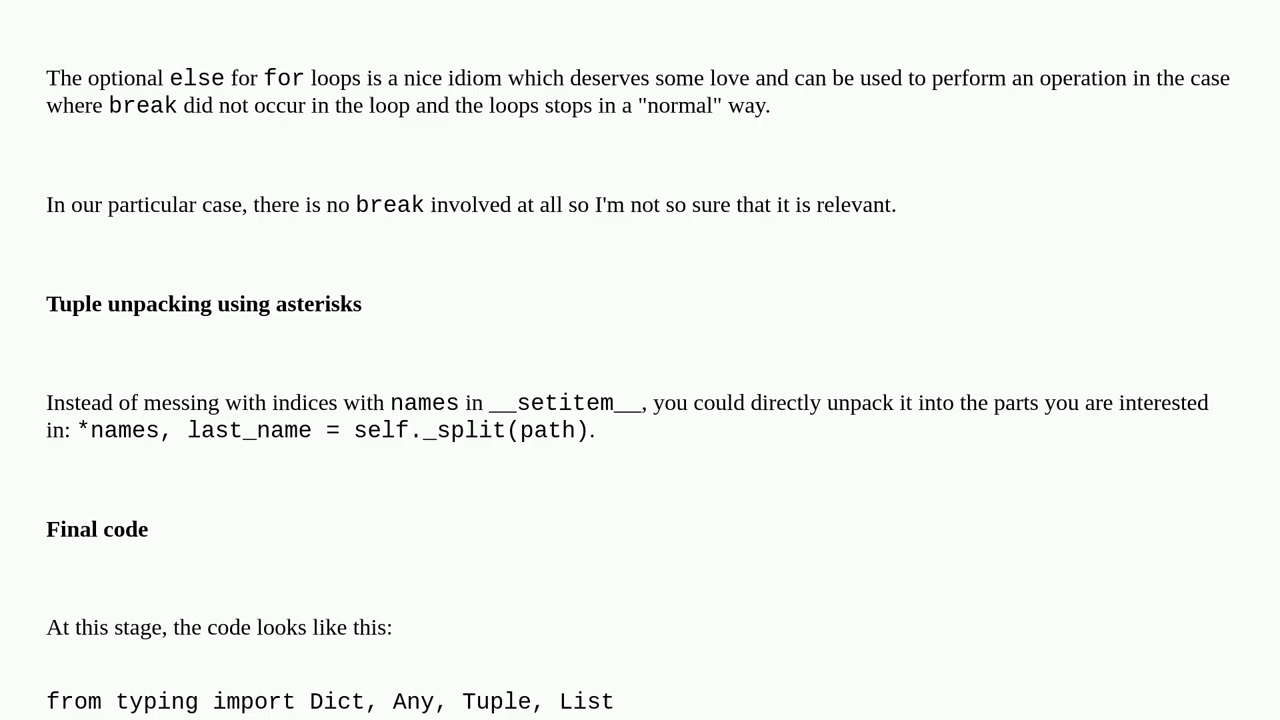 The optional else for for loops is a nice idiom which deserves some love and can be used to perform an operation in the case
where break did not occur in the loop and the loops stops in a "normal" way.
In our particular case, there is no break involved at all so I'm not so sure that it is relevant.
Tuple unpacking using asterisks
Instead of messing with indices with names in __setitem__, you could directly unpack it into the parts you are interested
in: *names, last_name = self._split(path).
Final code
At this stage, the code looks like this:
from typing import Dict, Any, Tuple, List